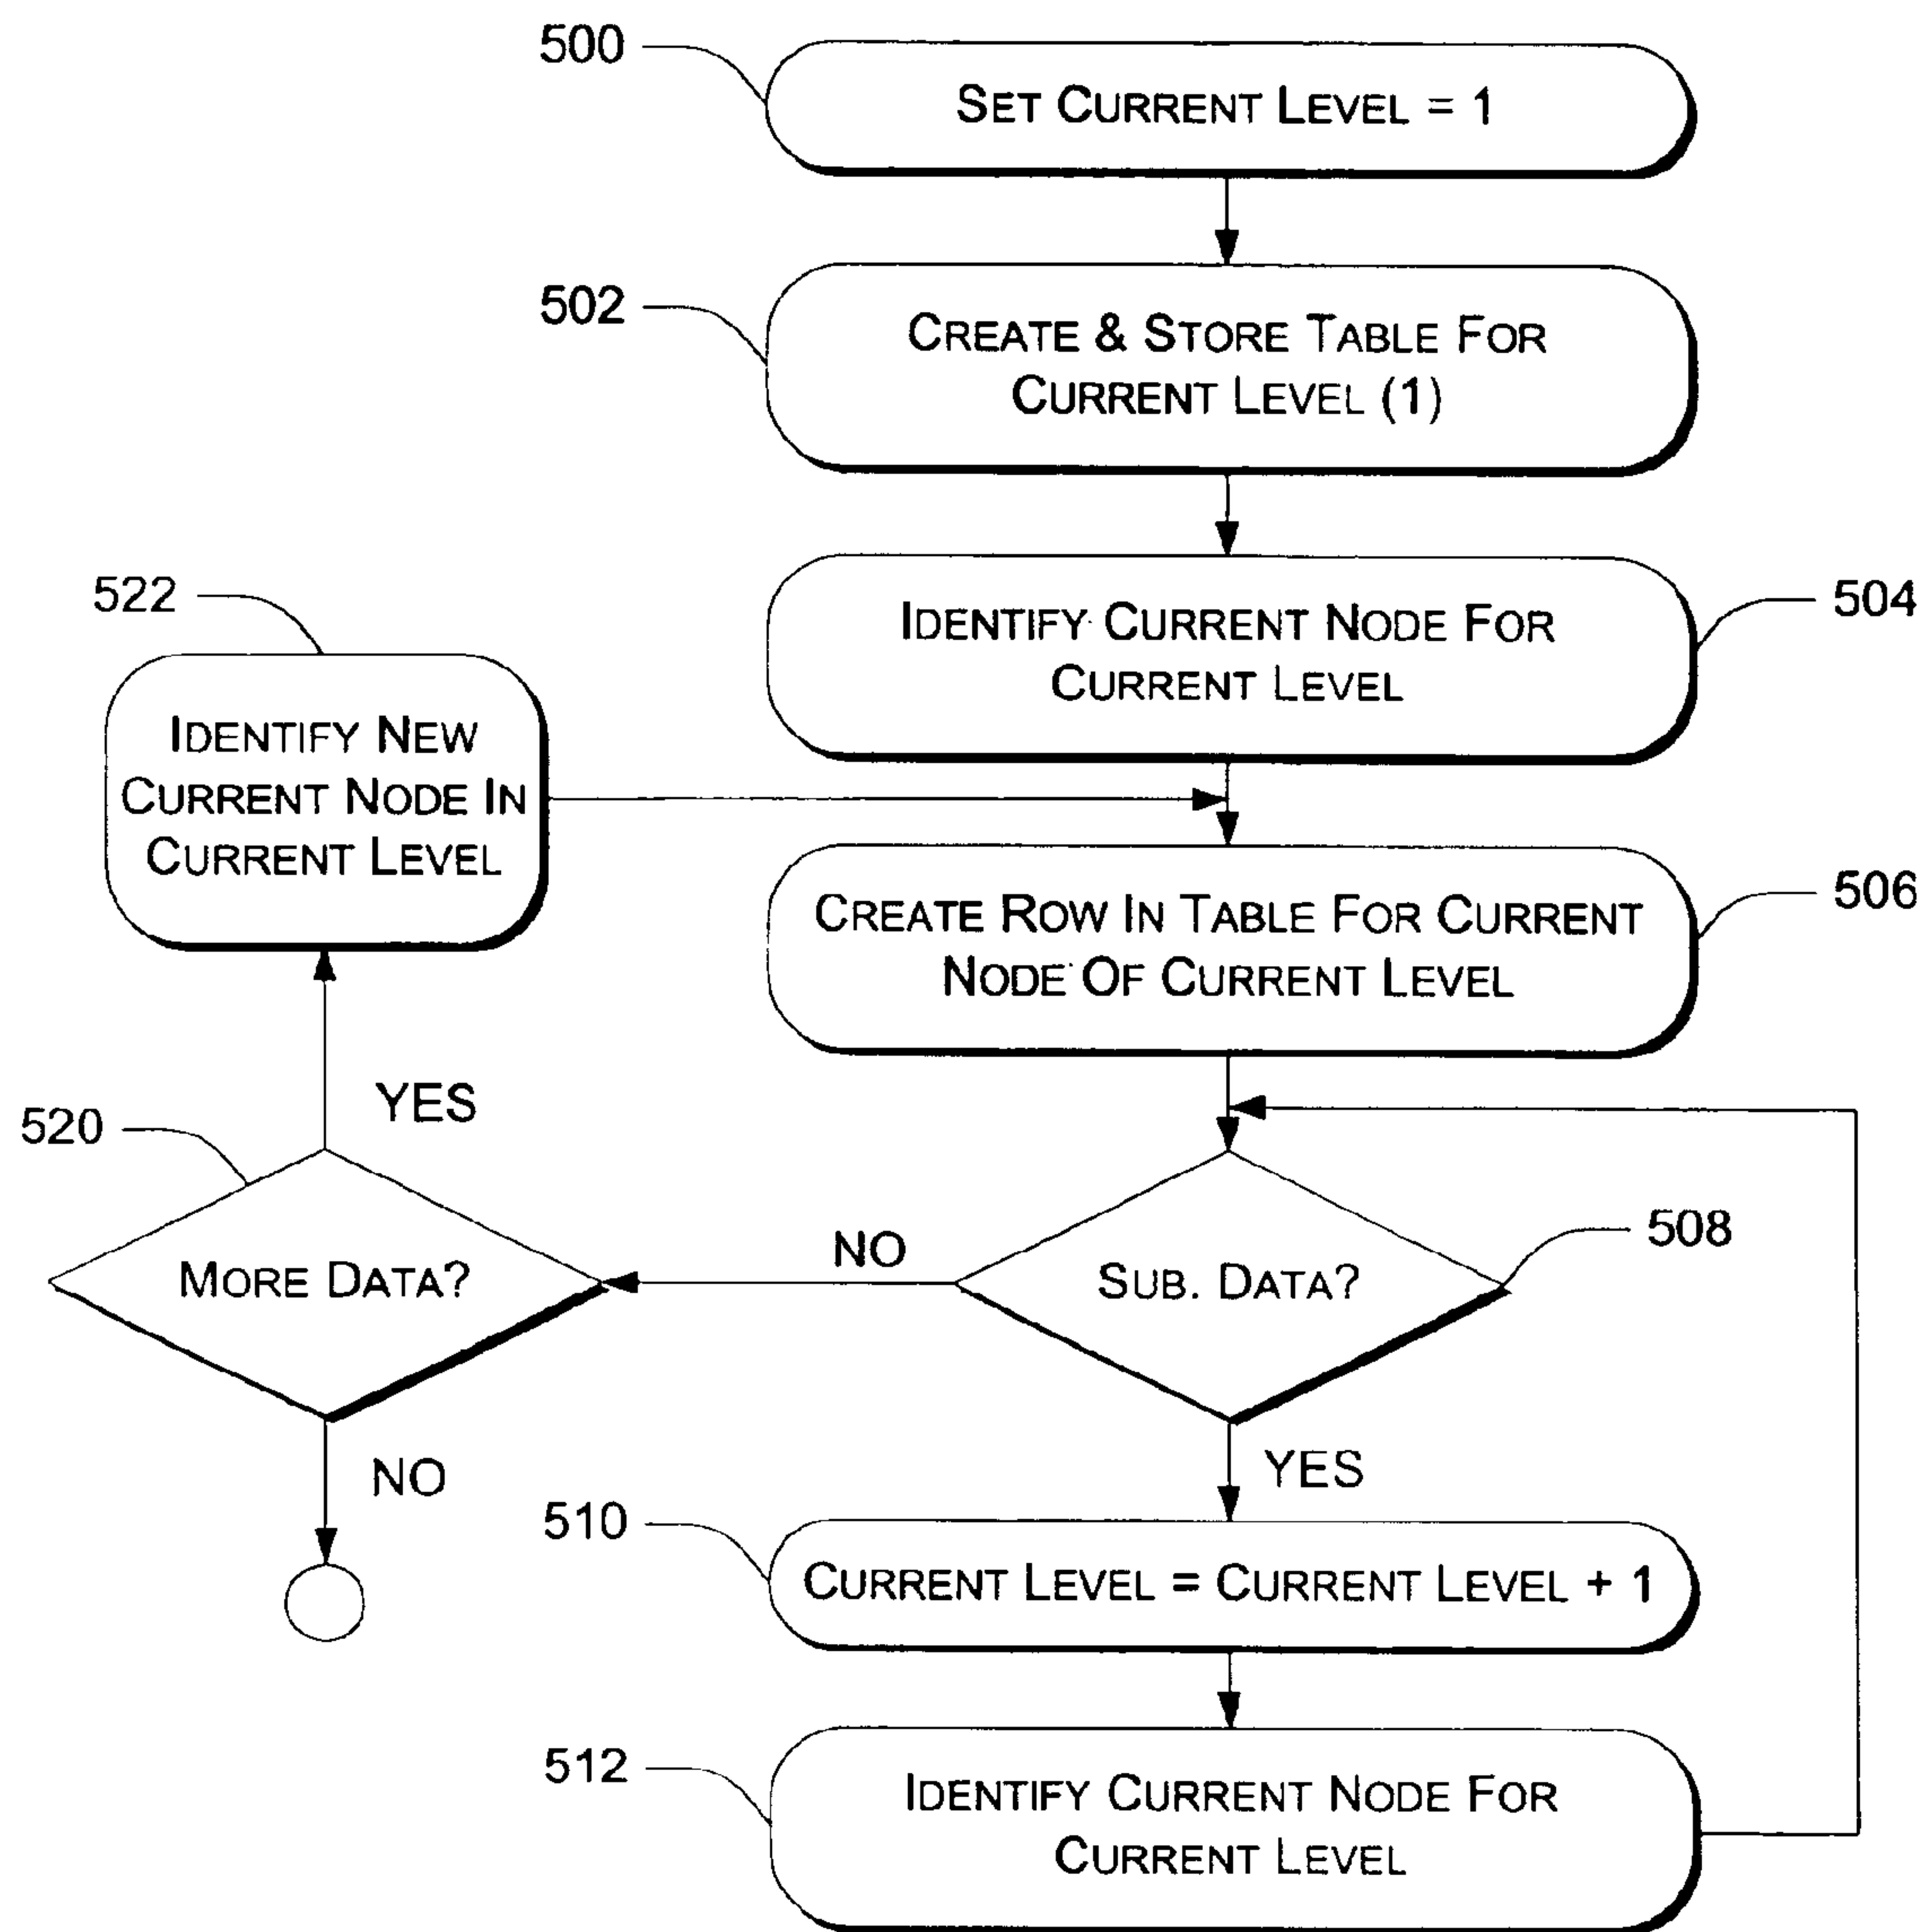 500
SET CURRENT LEVEL = 1
502
CREATE & STORE TABLE FOR
CURRENT LEVEL (1)
504
IDENTIFY CURRENT NODE FOR
CURRENT LEVEL
522
IDENTIFY NEW
CURRENT NODE IN
CURRENT LEVEL
506
CREATE ROW IN TABLE FOR CURRENT
NODE OF CURRENT LEVEL
YES
520
MORE DATA?
NO
508
SUB. DATA?
NO
YES
510
CURRENT LEVEL = CURRENT LEVEL + 1
512
IDENTIFY CURRENT NODE FOR
CURRENT LEVEL